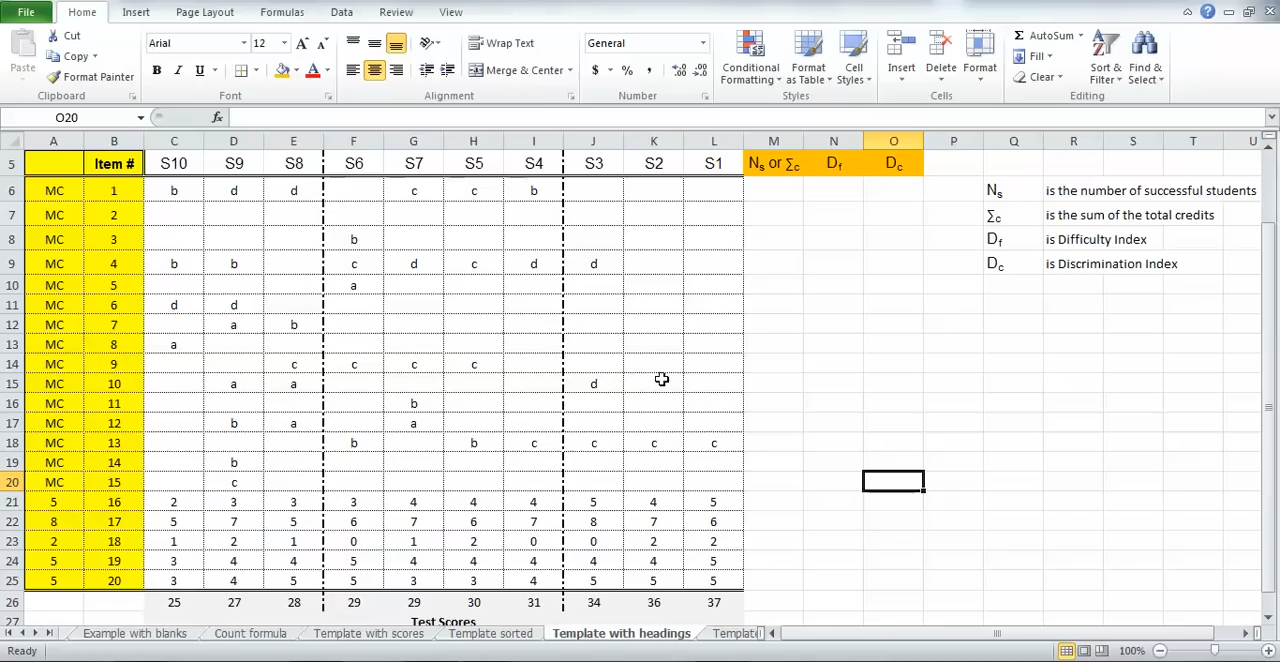 File Home Insert Page Layout Formulas Data Review View
Cut
Copy
Format Painter
Paste
Clipboard
Arial 12
B I U
Font
Wrap Text
Merge & Center
Alignment
General
$ % ,
Number
Conditional Formatting
Format as Table
Cell Styles
Styles
Insert Delete Format
Cells
AutoSum
Fill
Clear
Sort & Filter
Find & Select
Editing
O20 fx
A B C D E F G H I J K L M N O P Q R S T U
5 Item # S10 S9 S8 S6 S7 S5 S4 S3 S2 S1 Ns or ∑c Df Dc
6 MC 1 b d d c c b Ns is the number of successful students
7 MC 2 ∑c is the sum of the total credits
8 MC 3 b Df is Difficulty Index
9 MC 4 b b c d c d d Dc is Discrimination Index
10 MC 5 a
11 MC 6 d d
12 MC 7 a b
13 MC 8 a
14 MC 9 c c c c
15 MC 10 a a d
16 MC 11 b
17 MC 12 b a a
18 MC 13 b b c c c c
19 MC 14 b
20 MC 15 c
21 5 16 2 3 3 3 4 4 4 5 4 5
22 8 17 5 7 5 6 7 6 7 8 7 6
23 2 18 1 2 1 0 1 2 0 0 2 2
24 5 19 3 4 4 5 4 4 4 4 4 5
25 5 20 3 4 5 5 3 3 4 5 5 5
26 25 27 28 29 29 30 31 34 36 37
27 Test Scores
Example with blanks Count formula Template with scores Template sorted Template with headings Templat
Ready 100%